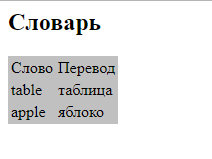 Словарь
Слово Перевод
table таблица
apple яблоко